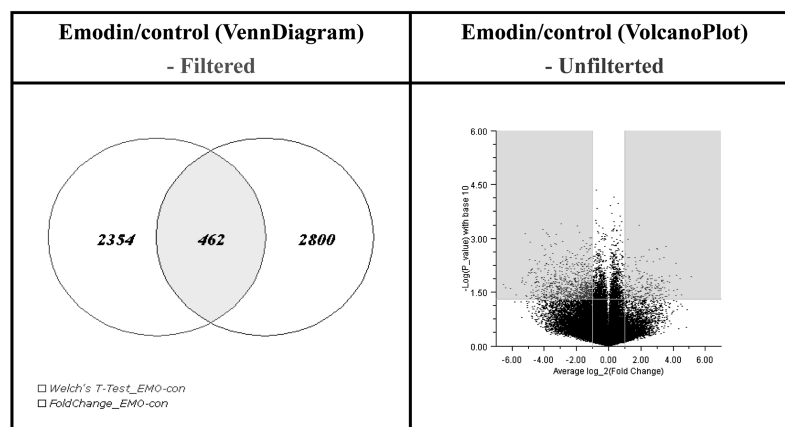 Emodin/control (VennDiagram)
- Filtered
2354
462
2800
Welch's T-Test_EMO-con
FoldChange_EMO-con
Emodin/control (VolcanoPlot)
- Unfilterted
-Log(P_value) with base 10
6.00
4.50
3.00
1.50
0.00
-6.00 -4.00 -2.00 0.00 2.00 4.00 6.00
Average log_2(Fold Change)